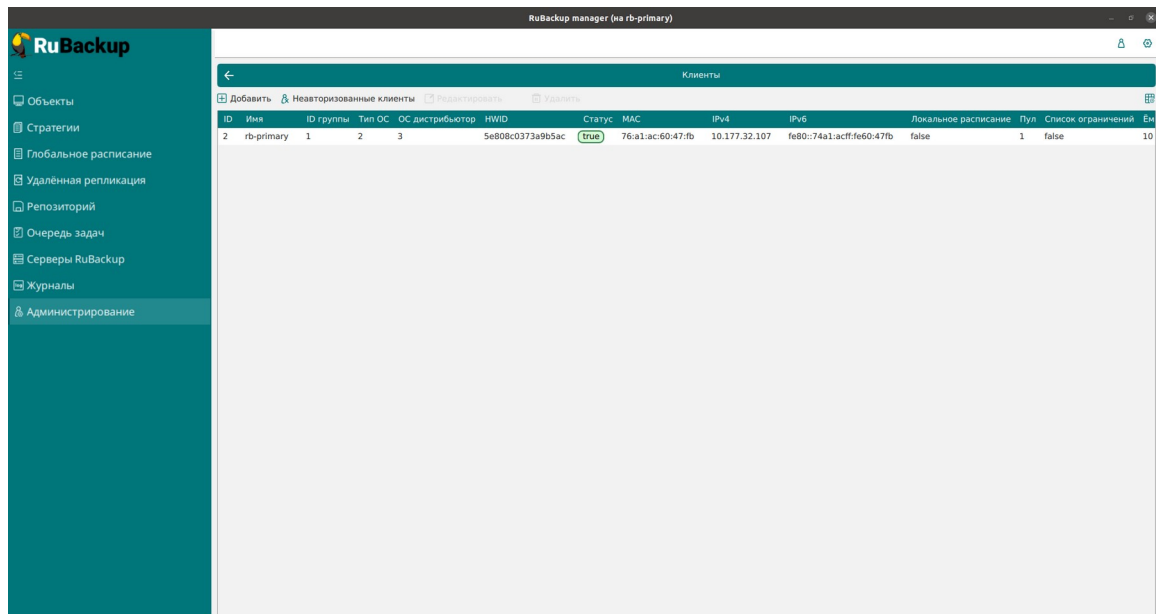 RuBackup manager (на rb-primary)
RuBackup
Клиенты
Добавить Неавторизованные клиенты Редактировать Удалить
ID Имя ID группы Тип ОС ОС дистрибьютор HWID Статус MAC IPv4 IPv6 Локальное расписание Пул Список ограничений Ём
2 rb-primary 1 2 3 5e808c0373a9b5ac true 76:a1:ac:60:47:fb 10.177.32.107 fe80::74a1:acff:fe60:47fb false 1 false 10
Объекты
Стратегии
Глобальное расписание
Удалённая репликация
Репозиторий
Очередь задач
Серверы RuBackup
Журналы
Администрирование